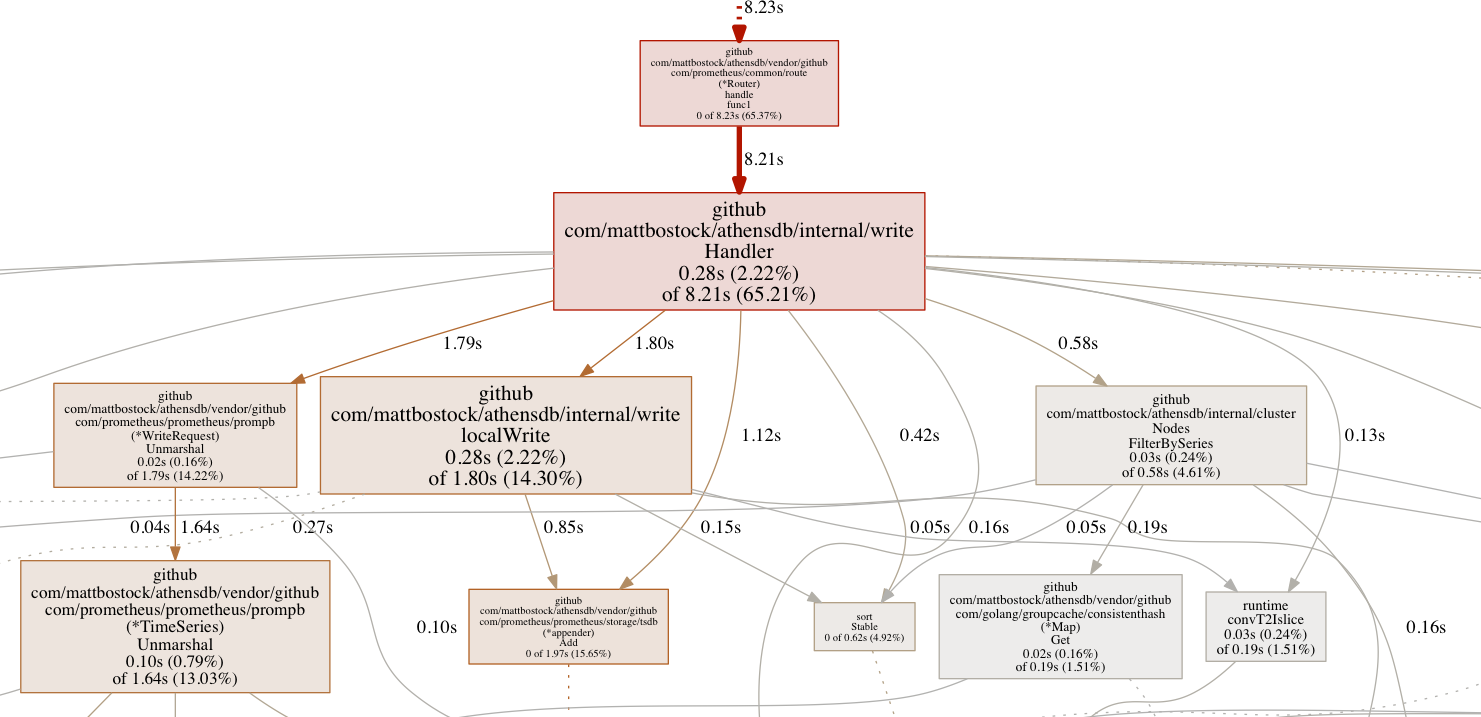 8.23s
github
com/mattbostock/athensdb/vendor/github
com/prometheus/common/route
(*Router)
handle
func1
0 of 8.23s (65.37%)
8.21s
github
com/mattbostock/athensdb/internal/write
Handler
0.28s (2.22%)
of 8.21s (65.21%)
1.79s
1.80s
0.58s
github
com/mattbostock/athensdb/vendor/github
com/prometheus/prometheus/prompb
(*WriteRequest)
Unmarshal
0.02s (0.16%)
of 1.79s (14.22%)
github
com/mattbostock/athensdb/internal/write
localWrite
0.28s (2.22%)
of 1.80s (14.30%)
1.12s
0.42s
github
com/mattbostock/athensdb/internal/cluster
Nodes
FilterBySeries
0.03s (0.24%)
of 0.58s (4.61%)
0.13s
0.04s
1.64s
0.27s
0.85s
0.15s
0.05s
0.16s
0.05s
0.19s
github
com/mattbostock/athensdb/vendor/github
com/prometheus/prometheus/prompb
(*TimeSeries)
Unmarshal
0.10s (0.79%)
of 1.64s (13.03%)
0.10s
github
com/mattbostock/athensdb/vendor/github
com/prometheus/prometheus/storage/tsdb
(*appender)
Add
0 of 1.97s (15.65%)
sort
Stable
0 of 0.62s (4.92%)
github
com/mattbostock/athensdb/vendor/github
com/golang/groupcache/consistenthash
(*Map)
Get
0.02s (0.16%)
of 0.19s (1.51%)
runtime
convT2Islice
0.03s (0.24%)
of 0.19s (1.51%)
0.16s